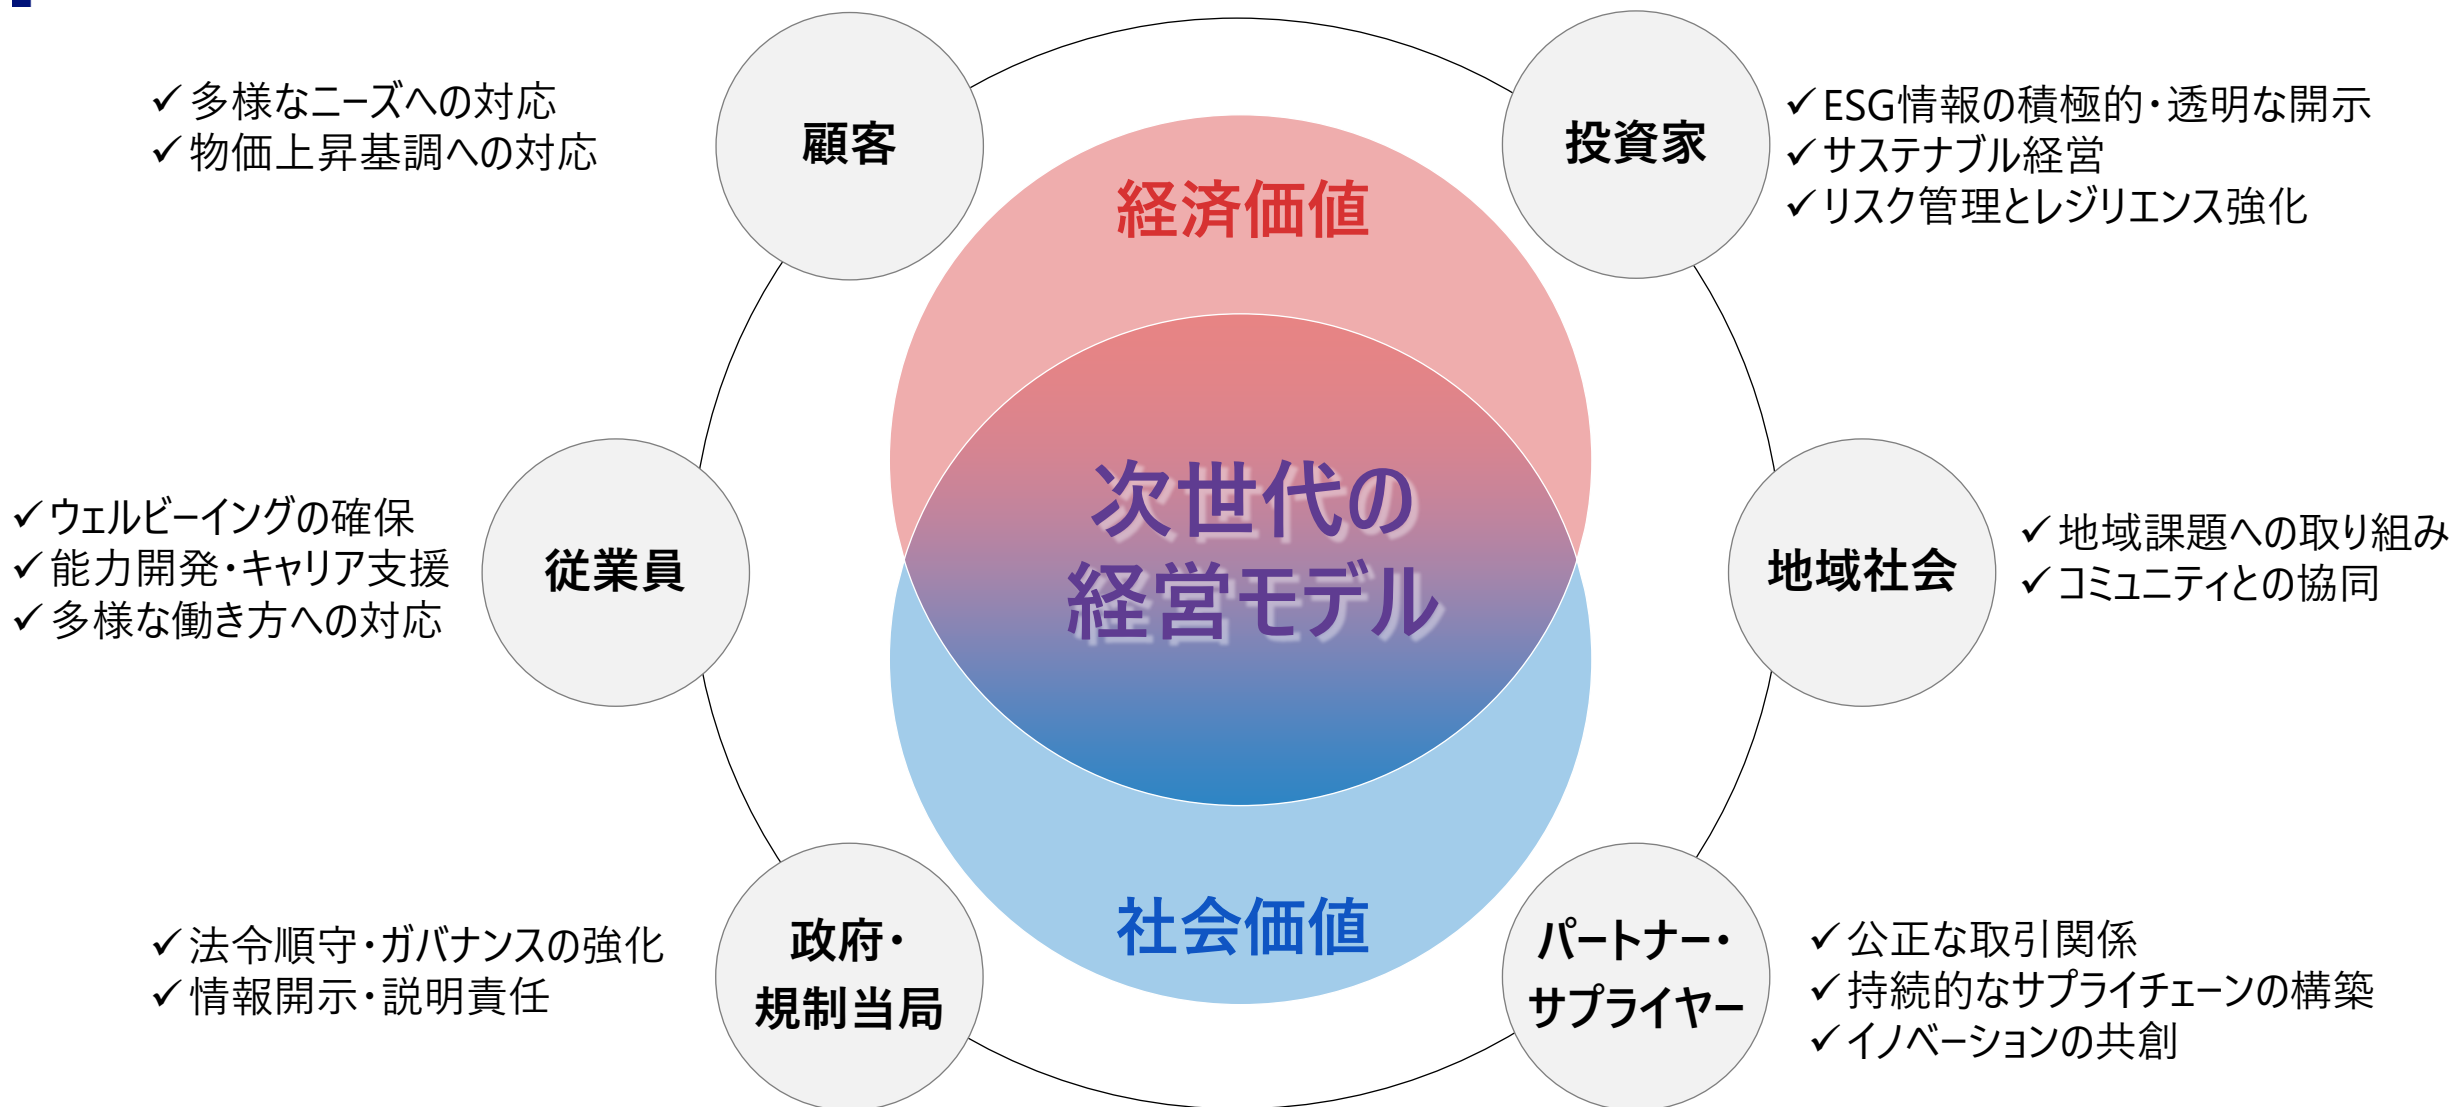 顧客
✓多様なニーズへの対応
✓物価上昇基調への対応
投資家
✓ESG情報の積極的・透明な開示
✓サステナブル経営
✓リスク管理とレジリエンス強化
経済価値
次世代の
経営モデル
社会価値
従業員
✓ウェルビーイングの確保
✓能力開発・キャリア支援
✓多様な働き方への対応
地域社会
✓地域課題への取り組み
✓コミュニティとの協同
政府・
規制当局
✓法令順守・ガバナンスの強化
✓情報開示・説明責任
パートナー・
サプライヤー
✓公正な取引関係
✓持続的なサプライチェーンの構築
✓イノベーションの共創